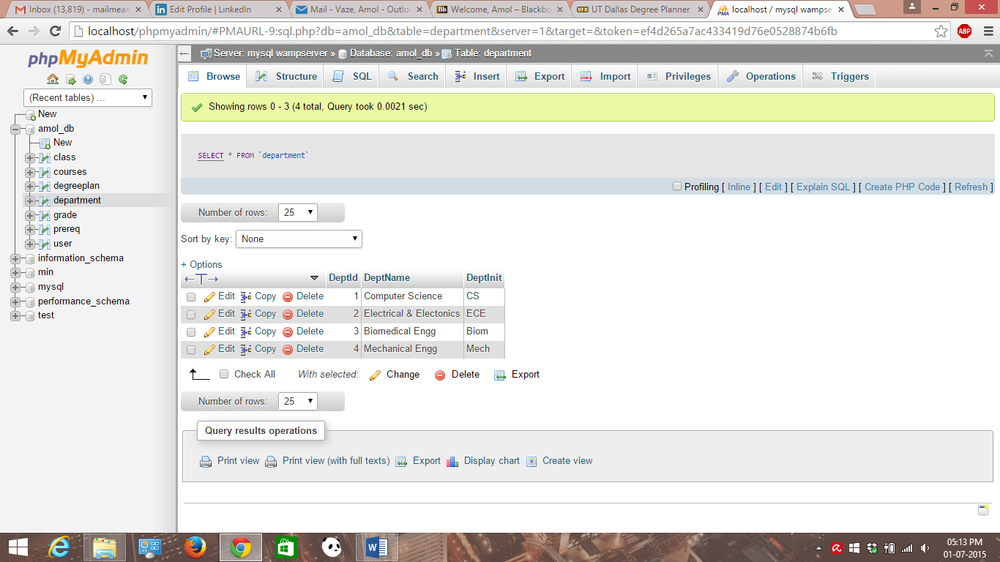 Inbox (13,819) - mailmean
Edit Profile | LinkedIn
Mail - Vaze, Amol - Outlo
Bb Welcome, Amol – Blackbo
UTD UT Dallas Degree Planner
PMA localhost / mysql wampse
localhost/phpmyadmin/#PMAURL-9:sql.php?db=amol_db&table=department&server=1&target=&token=ef4d265a7ac433419d76e0528874b6fb
ABP
phpMyAdmin
(Recent tables) ...
New
amol_db
New
class
courses
degreeplan
department
grade
prereq
user
information_schema
min
mysql
performance_schema
test
Server: mysql wampserver » Database: amol_db » Table: department
Browse Structure SQL Search Insert Export Import Privileges Operations Triggers
Showing rows 0 - 3 (4 total, Query took 0.0021 sec)
SELECT * FROM `department`
Profiling [ Inline ] [ Edit ] [ Explain SQL ] [ Create PHP Code ] [ Refresh ]
Number of rows: 25
Sort by key: None
+ Options
DeptId DeptName DeptInit
Edit Copy Delete 1 Computer Science CS
Edit Copy Delete 2 Electrical & Electonics ECE
Edit Copy Delete 3 Biomedical Engg Biom
Edit Copy Delete 4 Mechanical Engg Mech
Check All With selected: Change Delete Export
Number of rows: 25
Query results operations
Print view Print view (with full texts) Export Display chart Create view
05:13 PM
01-07-2015